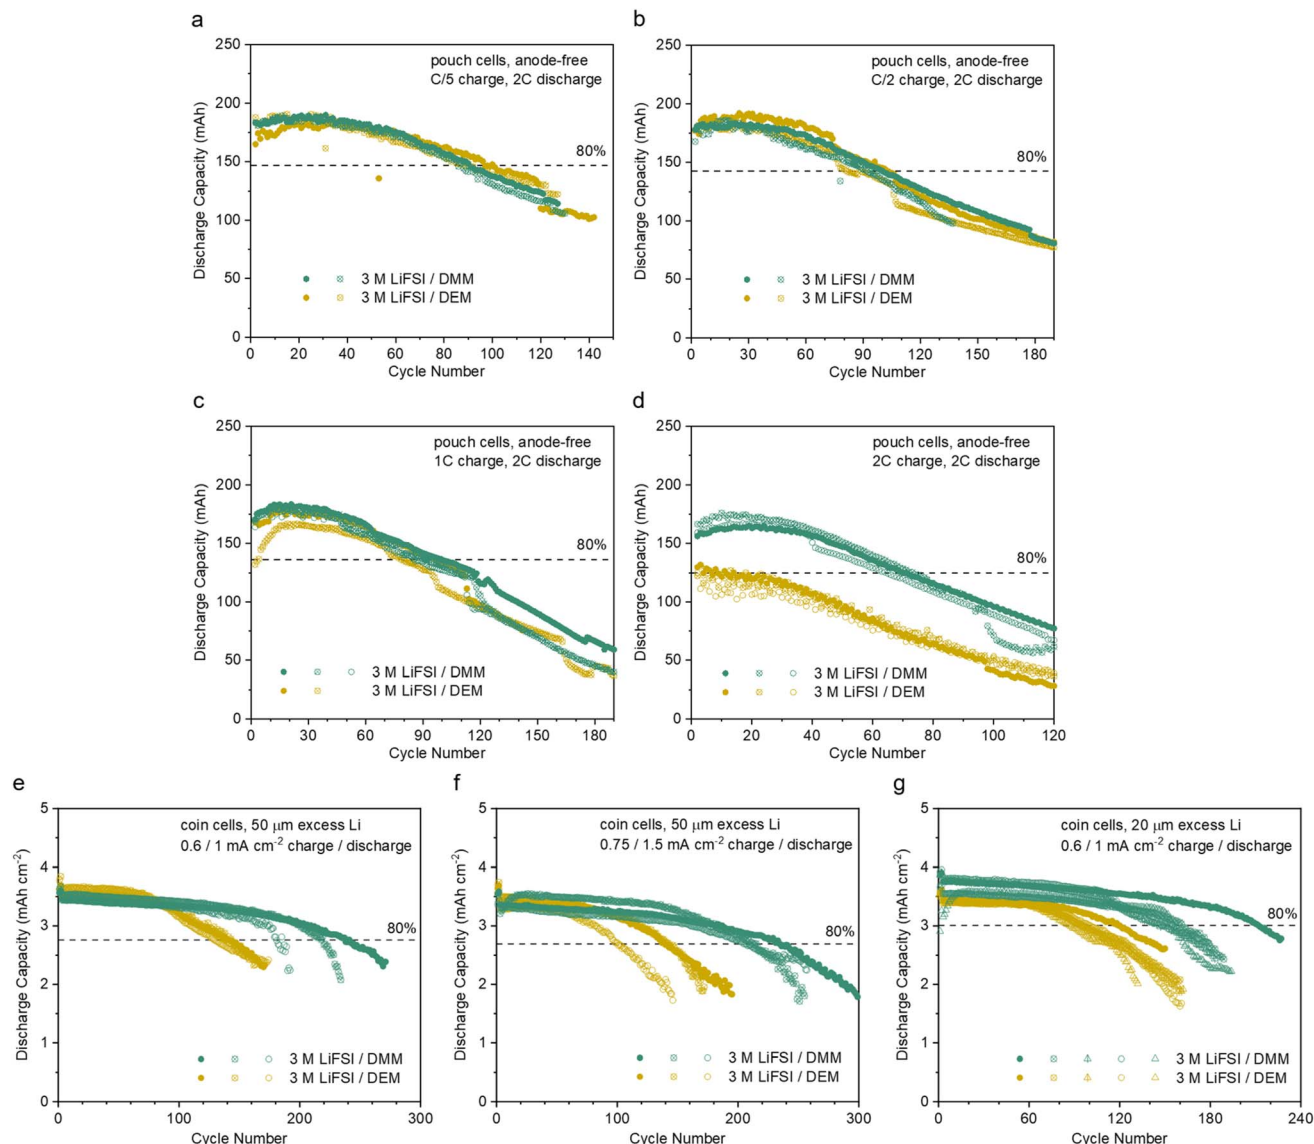 a
pouch cells, anode-free
C/5 charge, 2C discharge
250
200
150
100
50
0
80%
3 M LiFSI / DMM
3 M LiFSI / DEM
0 20 40 60 80 100 120 140
Cycle Number
Discharge Capacity (mAh)
b
pouch cells, anode-free
C/2 charge, 2C discharge
250
200
150
100
50
0
80%
3 M LiFSI / DMM
3 M LiFSI / DEM
0 30 60 90 120 150 180
Cycle Number
Discharge Capacity (mAh)
c
pouch cells, anode-free
1C charge, 2C discharge
250
200
150
100
50
0
80%
3 M LiFSI / DMM
3 M LiFSI / DEM
0 30 60 90 120 150 180
Cycle Number
Discharge Capacity (mAh)
d
pouch cells, anode-free
2C charge, 2C discharge
250
200
150
100
50
0
80%
3 M LiFSI / DMM
3 M LiFSI / DEM
0 20 40 60 80 100 120
Cycle Number
Discharge Capacity (mAh)
e
coin cells, 50 μm excess Li
0.6 / 1 mA cm⁻² charge / discharge
5
4
3
2
1
0
80%
3 M LiFSI / DMM
3 M LiFSI / DEM
0 100 200 300
Cycle Number
Discharge Capacity (mAh cm⁻²)
f
coin cells, 50 μm excess Li
0.75 / 1.5 mA cm⁻² charge / discharge
5
4
3
2
1
0
80%
3 M LiFSI / DMM
3 M LiFSI / DEM
0 100 200 300
Cycle Number
Discharge Capacity (mAh cm⁻²)
g
coin cells, 20 μm excess Li
0.6 / 1 mA cm⁻² charge / discharge
5
4
3
2
1
0
80%
3 M LiFSI / DMM
3 M LiFSI / DEM
0 60 120 180 240
Cycle Number
Discharge Capacity (mAh cm⁻²)